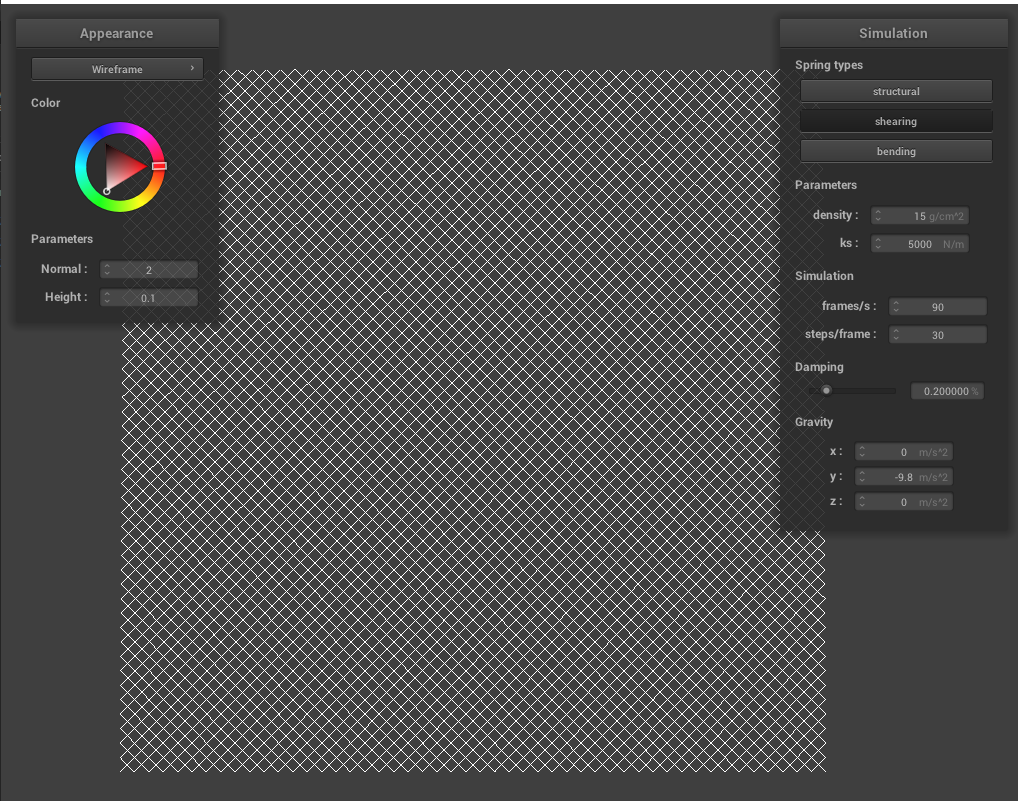 Appearance
Wireframe ›
Color
Parameters
Normal : 2
Height : 0.1
Simulation
Spring types
structural
shearing
bending
Parameters
density : 15 g/cm^2
ks : 5000 N/m
Simulation
frames/s : 90
steps/frame : 30
Damping
0.200000 %
Gravity
x : 0 m/s^2
y : -9.8 m/s^2
z : 0 m/s^2